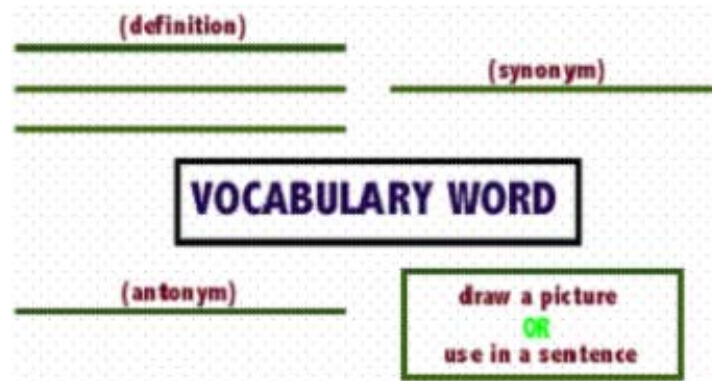 (definition)
(synonym)
VOCABULARY WORD
(antonym)
draw a picture
OR
use in a sentence